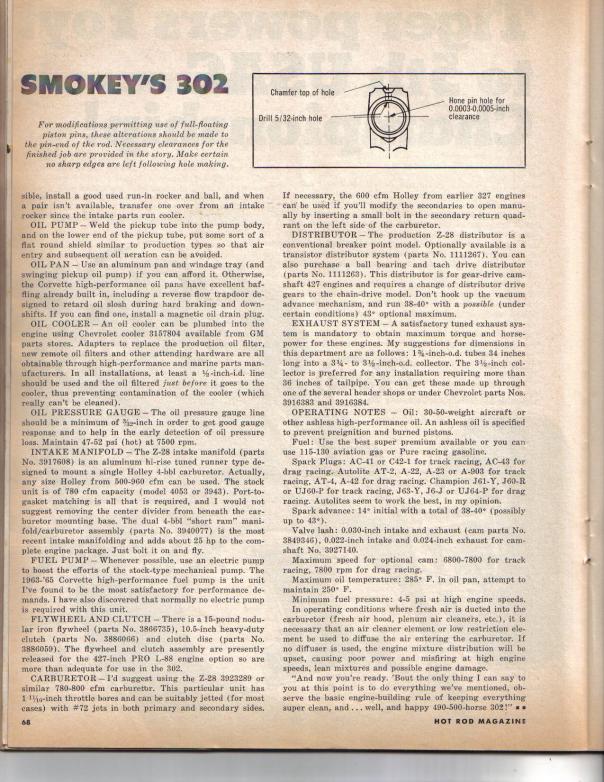 SMOKEY'S 302
For modifications permitting use of full-floating
piston pins, these alterations should be made to
the pin-end of the rod. Necessary clearances for the
finished job are provided in the story. Make certain
no sharp edges are left following hole making.
Chamfer top of hole
Drill 5/32-inch hole
Hone pin hole for
0.0003-0.0005-inch
clearance
sible, install a good used run-in rocker and ball, and when
a pair isn't available, transfer one over from an intake
rocker since the intake parts run cooler.
OIL PUMP – Weld the pickup tube into the pump body,
and on the lower end of the pickup tube, put some sort of a
flat round shield similar to production types so that air
entry and subsequent oil aeration can be avoided.
OIL PAN – Use an aluminum pan and windage tray (and
swinging pickup oil pump) if you can afford it. Otherwise,
the Corvette high-performance oil pans have excellent baf-
fling already built in, including a reverse flow trapdoor de-
signed to retard oil slosh during hard braking and down-
shifts. If you can find one, install a magnetic oil drain plug.
OIL COOLER – An oil cooler can be plumbed into the
engine using Chevrolet cooler 3157804 available from GM
parts stores. Adapters to replace the production oil filter,
new remote oil filters and other attending hardware are all
obtainable through high-performance and marine parts man-
ufacturers. In all installations, at least a ½-inch-i.d. line
should be used and the oil filtered just before it goes to the
cooler, thus preventing contamination of the cooler (which
really can't be cleaned).
OIL PRESSURE GAUGE – The oil pressure gauge line
should be a minimum of 3/32-inch in order to get good gauge
response and to help in the early detection of oil pressure
loss. Maintain 47-52 psi (hot) at 7500 rpm.
INTAKE MANIFOLD – The Z-28 intake manifold (parts
No. 3917608) is an aluminum hi-rise tuned runner type de-
signed to mount a single Holley 4-bbl carburetor. Actually,
any size Holley from 500-960 cfm can be used. The stock
unit is of 780 cfm capacity (model 4053 or 3943). Port-to-
gasket matching is all that is required, and I would not
suggest removing the center divider from beneath the car-
buretor mounting base. The dual 4-bbl "short ram" mani-
fold/carburetor assembly (parts No. 3940077) is the most
recent intake manifolding and adds about 25 hp to the com-
plete engine package. Just bolt it on and fly.
FUEL PUMP – Whenever possible, use an electric pump
to boost the efforts of the stock-type mechanical pump. The
1963-'65 Corvette high-performance fuel pump is the unit
I've found to be the most satisfactory for performance de-
mands. I have also discovered that normally no electric pump
is required with this unit.
FLYWHEEL AND CLUTCH – There is a 15-pound nodu-
lar iron flywheel (parts No. 3866735), 10.5-inch heavy-duty
clutch (parts No. 3886066) and clutch disc (parts No.
3886059). The flywheel and clutch assembly are presently
released for the 427-inch PRO L-88 engine option so are
more than adequate for use in the 302.
CARBURETOR – I'd suggest using the Z-28 3923289 or
similar 780-800 cfm carburettor. This particular unit has
1 11/16-inch throttle bores and can be suitably jetted (for most
cases) with #72 jets in both primary and secondary sides.
If necessary, the 600 cfm Holley from earlier 327 engines
can be used if you'll modify the secondaries to open manu-
ally by inserting a small bolt in the secondary return quad-
rant on the left side of the carburetor.
DISTRIBUTOR – The production Z-28 distributor is a
conventional breaker point model. Optionally available is a
transistor distributor system (parts No. 1111267). You can
also purchase a ball bearing and tach drive distributor
(parts No. 1111263). This distributor is for gear-drive cam-
shaft 427 engines and requires a change of distributor drive
gears to the chain-drive model. Don't hook up the vacuum
advance mechanism, and run 38-40° with a possible (under
certain conditions) 43° optional maximum.
EXHAUST SYSTEM – A satisfactory tuned exhaust sys-
tem is mandatory to obtain maximum torque and horse-
power for these engines. My suggestions for dimensions in
this department are as follows: 1¾-inch-o.d. tubes 34 inches
long into a 3¼- to 3½-inch-o.d. collector. The 3½-inch col-
lector is preferred for any installation requiring more than
36 inches of tailpipe. You can get these made up through
one of the several header shops or under Chevrolet parts Nos.
3916383 and 3916384.
OPERATING NOTES – Oil: 30-50-weight aircraft or
other ashless high-performance oil. An ashless oil is specified
to prevent preignition and burned pistons.
Fuel: Use the best super premium available or you can
use 115-130 aviation gas or Pure racing gasoline.
Spark Plugs: AC-41 or C42-1 for track racing, AC-43 for
drag racing. Autolite AT-2, A-22, A-23 or A-903 for track
racing, AT-4, A-42 for drag racing. Champion J61-Y, J60-R
or UJ60-P for track racing, J63-Y, J6-J or UJ64-P for drag
racing. Autolites seem to work the best, in my opinion.
Spark advance: 14° initial with a total of 38-40° (possibly
up to 43°).
Valve lash: 0.030-inch intake and exhaust (cam parts No.
3849346), 0.022-inch intake and 0.024-inch exhaust for cam-
shaft No. 3927140.
Maximum speed for optional cam: 6800-7800 for track
racing, 7800 rpm for drag racing.
Maximum oil temperature: 285° F. in oil pan, attempt to
maintain 250° F.
Minimum fuel pressure: 4-5 psi at high engine speeds.
In operating conditions where fresh air is ducted into the
carburetor (fresh air hood, plenum air cleaners, etc.), it is
necessary that an air cleaner element or low restriction ele-
ment be used to diffuse the air entering the carburetor. If
no diffuser is used, the engine mixture distribution will be
upset, causing poor power and misfiring at high engine
speeds, lean mixtures and possible engine damage.
"And now you're ready. 'Bout the only thing I can say to
you at this point is to do everything we've mentioned, ob-
serve the basic engine-building rule of keeping everything
super clean, and . . . well, and happy 490-500-horse 302!" ▪▪
68
HOT ROD MAGAZINE